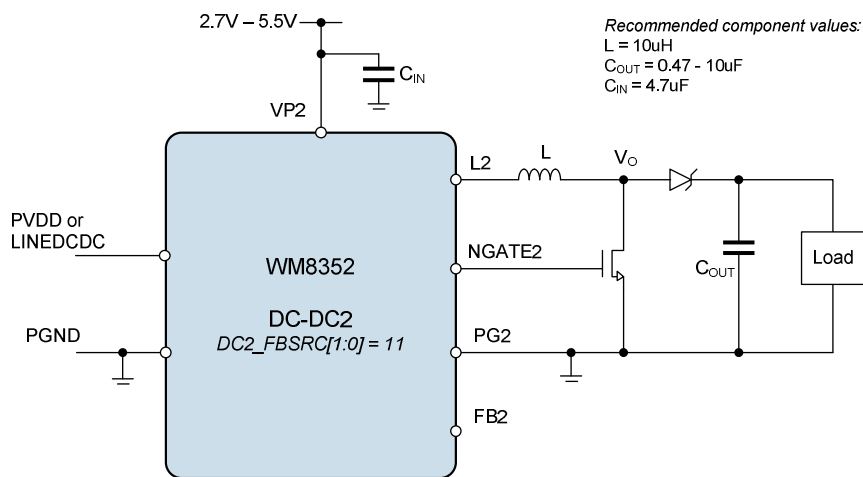 2.7V – 5.5V
Recommended component values:
L = 10uH
COUT = 0.47 - 10uF
CIN = 4.7uF
CIN
VP2
L2
L
VO
PVDD or
LINEDCDC
WM8352
NGATE2
COUT
Load
DC-DC2
DC2_FBSRC[1:0] = 11
PGND
PG2
FB2